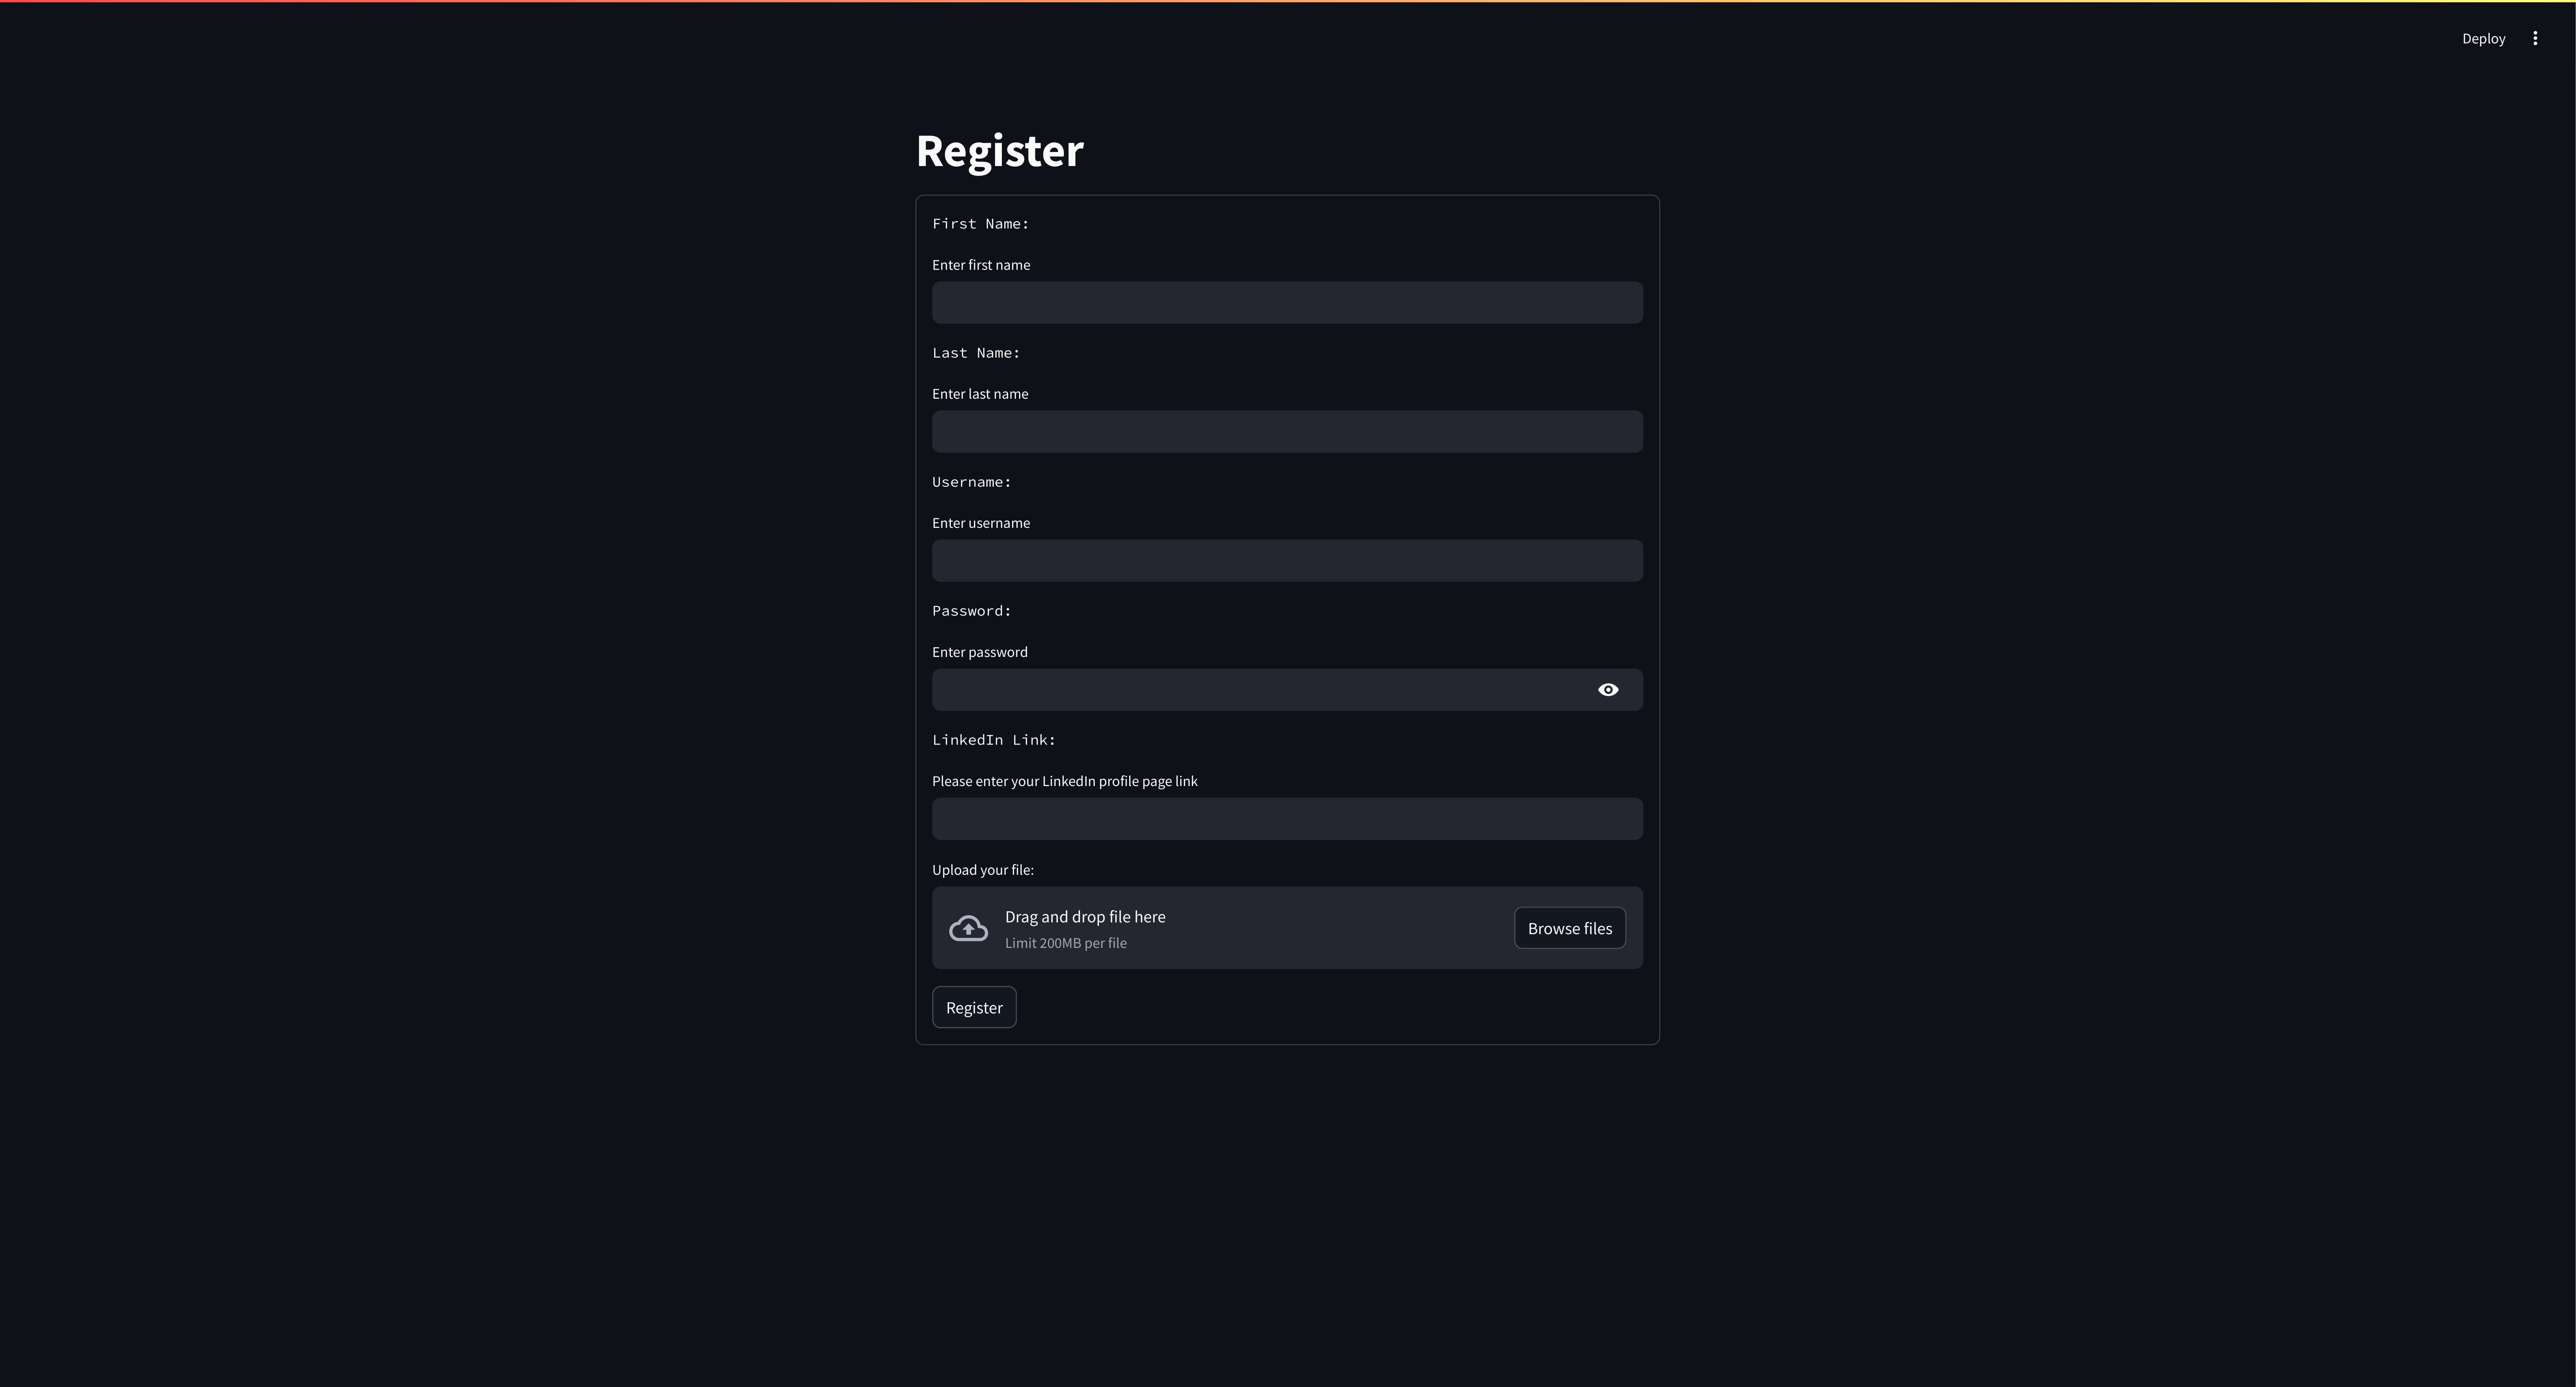 Deploy
Register
First Name:
Enter first name
Last Name:
Enter last name
Username:
Enter username
Password:
Enter password
LinkedIn Link:
Please enter your LinkedIn profile page link
Upload your file:
Drag and drop file here
Limit 200MB per file
Browse files
Register